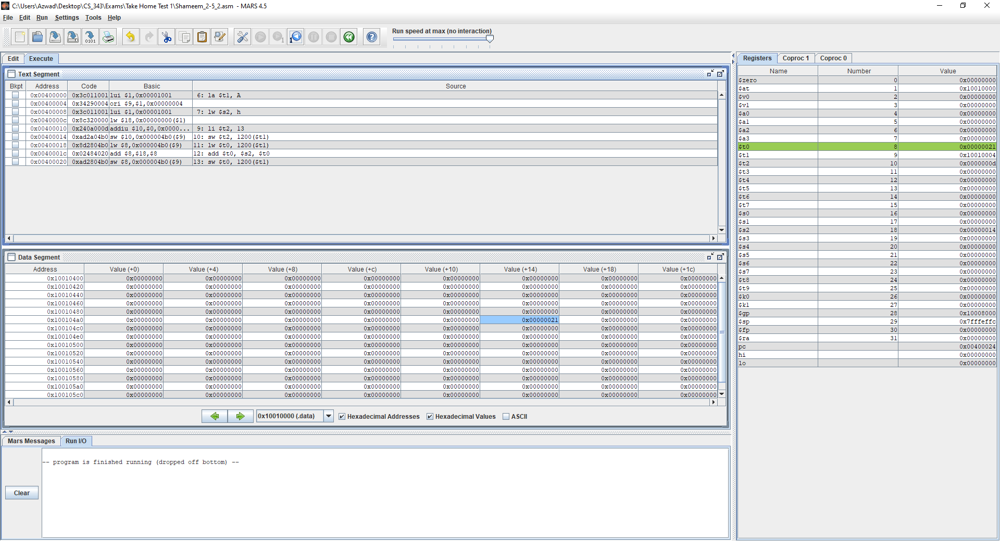 C:\Users\Azwad\Desktop\CS_343\Exams\Take Home Test 1\Shameem_2-5_2.asm - MARS 4.5
File Edit Run Settings Tools Help
Run speed at max (no interaction)
Edit Execute
Text Segment
Bkpt Address Code Basic Source
0x00400000 0x3c011001 lui $1,0x00001001 6: la $t1, A
0x00400004 0x34290004 ori $9,$1,0x00000004
0x00400008 0x3c011001 lui $1,0x00001001 7: lw $s2, h
0x0040000c 0x8c320000 lw $18,0x00000000($1)
0x00400010 0x240a000d addiu $10,$0,0x0000... 9: li $t2, 13
0x00400014 0xad2a04b0 sw $10,0x000004b0($9) 10: sw $t2, 1200($t1)
0x00400018 0x8d2804b0 lw $8,0x000004b0($9) 11: lw $t0, 1200($t1)
0x0040001c 0x02484020 add $8,$18,$8 12: add $t0, $s2, $t0
0x00400020 0xad2804b0 sw $8,0x000004b0($9) 13: sw $t0, 1200($t1)
Data Segment
Address Value (+0) Value (+4) Value (+8) Value (+c) Value (+10) Value (+14) Value (+18) Value (+1c)
0x10010400 0x00000000 0x00000000 0x00000000 0x00000000 0x00000000 0x00000000 0x00000000 0x00000000
0x10010420 0x00000000 0x00000000 0x00000000 0x00000000 0x00000000 0x00000000 0x00000000 0x00000000
0x10010440 0x00000000 0x00000000 0x00000000 0x00000000 0x00000000 0x00000000 0x00000000 0x00000000
0x10010460 0x00000000 0x00000000 0x00000000 0x00000000 0x00000000 0x00000000 0x00000000 0x00000000
0x10010480 0x00000000 0x00000000 0x00000000 0x00000000 0x00000000 0x00000000 0x00000000 0x00000000
0x100104a0 0x00000000 0x00000000 0x00000000 0x00000000 0x00000000 0x00000021 0x00000000 0x00000000
0x100104c0 0x00000000 0x00000000 0x00000000 0x00000000 0x00000000 0x00000000 0x00000000 0x00000000
0x100104e0 0x00000000 0x00000000 0x00000000 0x00000000 0x00000000 0x00000000 0x00000000 0x00000000
0x10010500 0x00000000 0x00000000 0x00000000 0x00000000 0x00000000 0x00000000 0x00000000 0x00000000
0x10010520 0x00000000 0x00000000 0x00000000 0x00000000 0x00000000 0x00000000 0x00000000 0x00000000
0x10010540 0x00000000 0x00000000 0x00000000 0x00000000 0x00000000 0x00000000 0x00000000 0x00000000
0x10010560 0x00000000 0x00000000 0x00000000 0x00000000 0x00000000 0x00000000 0x00000000 0x00000000
0x10010580 0x00000000 0x00000000 0x00000000 0x00000000 0x00000000 0x00000000 0x00000000 0x00000000
0x100105a0 0x00000000 0x00000000 0x00000000 0x00000000 0x00000000 0x00000000 0x00000000 0x00000000
0x100105c0 0x00000000 0x00000000 0x00000000 0x00000000 0x00000000 0x00000000 0x00000000 0x00000000
0x10010000 (.data) Hexadecimal Addresses Hexadecimal Values ASCII
Mars Messages Run I/O
-- program is finished running (dropped off bottom) --
Clear
Registers Coproc 1 Coproc 0
Name Number Value
$zero 0 0x00000000
$at 1 0x10010000
$v0 2 0x00000000
$v1 3 0x00000000
$a0 4 0x00000000
$a1 5 0x00000000
$a2 6 0x00000000
$a3 7 0x00000000
$t0 8 0x00000021
$t1 9 0x10010004
$t2 10 0x0000000d
$t3 11 0x00000000
$t4 12 0x00000000
$t5 13 0x00000000
$t6 14 0x00000000
$t7 15 0x00000000
$s0 16 0x00000000
$s1 17 0x00000000
$s2 18 0x00000014
$s3 19 0x00000000
$s4 20 0x00000000
$s5 21 0x00000000
$s6 22 0x00000000
$s7 23 0x00000000
$t8 24 0x00000000
$t9 25 0x00000000
$k0 26 0x00000000
$k1 27 0x00000000
$gp 28 0x10008000
$sp 29 0x7fffeffc
$fp 30 0x00000000
$ra 31 0x00000000
pc 0x00400024
hi 0x00000000
lo 0x00000000